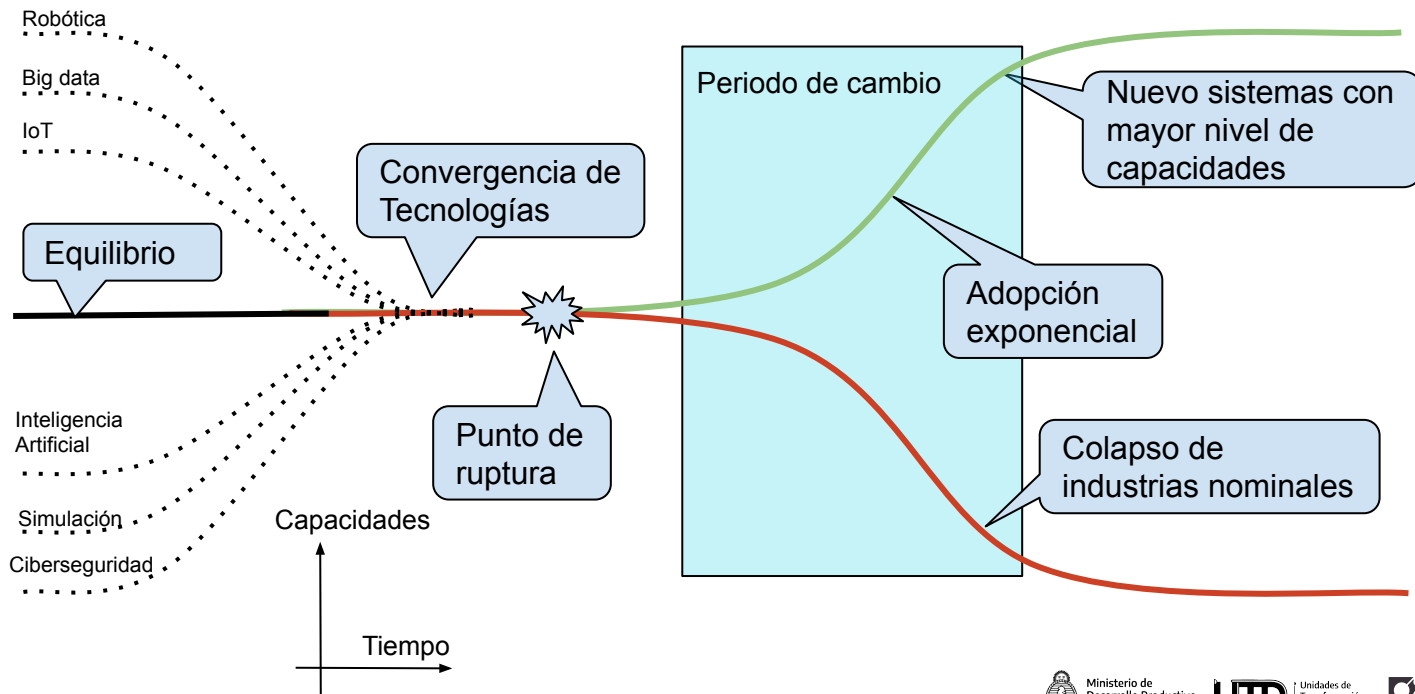 Robótica
Big data
IoT
Periodo de cambio
Nuevo sistemas con
mayor nivel de
capacidades
Convergencia de
Tecnologías
Equilibrio
Adopción
exponencial
Punto de
ruptura
Inteligencia
Artificial
Colapso de
industrias nominales
Simulación
Capacidades
Ciberseguridad
Tiempo
Ministerio de
Unidades de